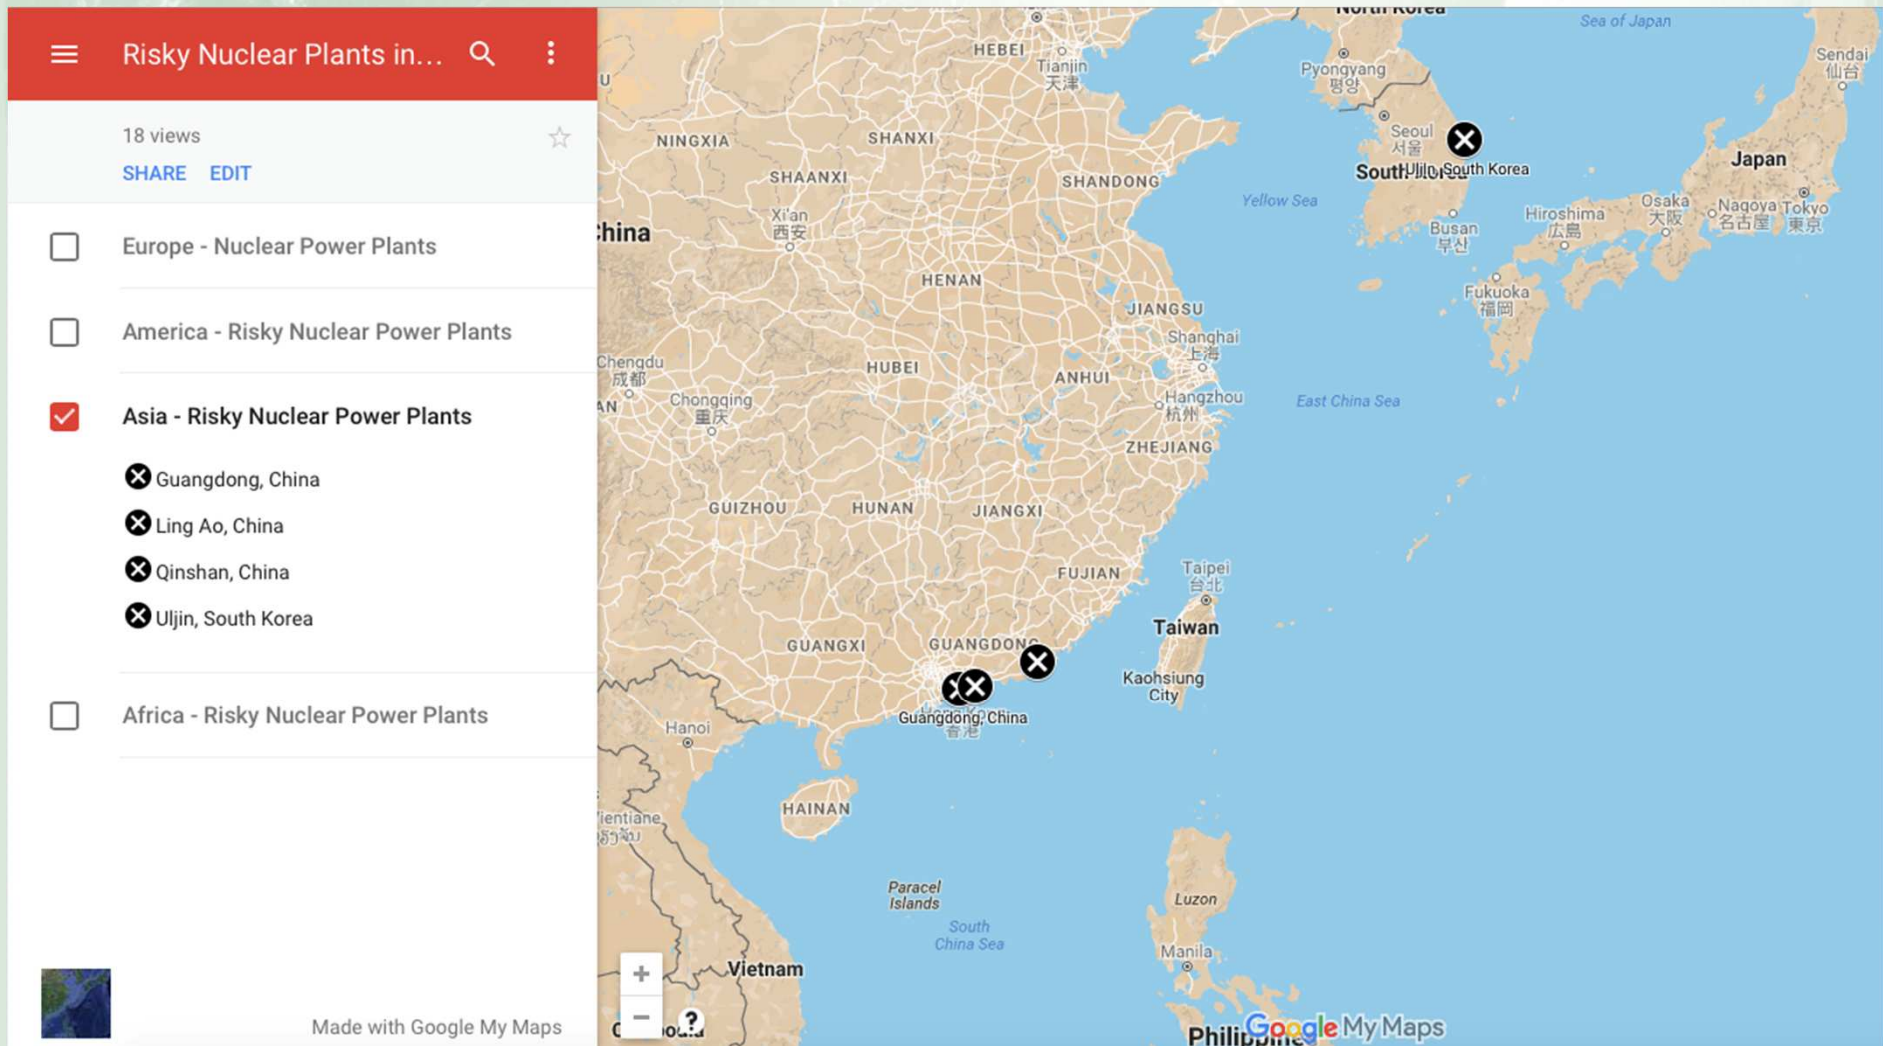 Risky Nuclear Plants in...
18 views
SHARE EDIT
Europe - Nuclear Power Plants
America - Risky Nuclear Power Plants
Asia - Risky Nuclear Power Plants
Guangdong, China
Ling Ao, China
Qinshan, China
Uljin, South Korea
Africa - Risky Nuclear Power Plants
Made with Google My Maps
North Korea
Sea of Japan
HEBEI
Tianjin
天津
Pyongyang
평양
Sendai
仙台
NINGXIA
SHANXI
Seoul
서울
Japan
SHAANXI
SHANDONG
South Korea
Uljin, South Korea
Yellow Sea
Xi'an
西安
China
Busan
부산
Hiroshima
広島
Osaka
大阪
Nagoya
名古屋
Tokyo
東京
HENAN
Fukuoka
福岡
JIANGSU
Shanghai
上海
Chengdu
成都
HUBEI
ANHUI
Chongqing
重庆
Hangzhou
杭州
East China Sea
ZHEJIANG
GUIZHOU
HUNAN
JIANGXI
FUJIAN
Taipei
台北
Taiwan
GUANGXI
GUANGDONG
Kaohsiung
City
Guangdong, China
香港
Hanoi
HAINAN
Vientiane
Paracel
Islands
Luzon
South
China Sea
Manila
Vietnam
Google My Maps